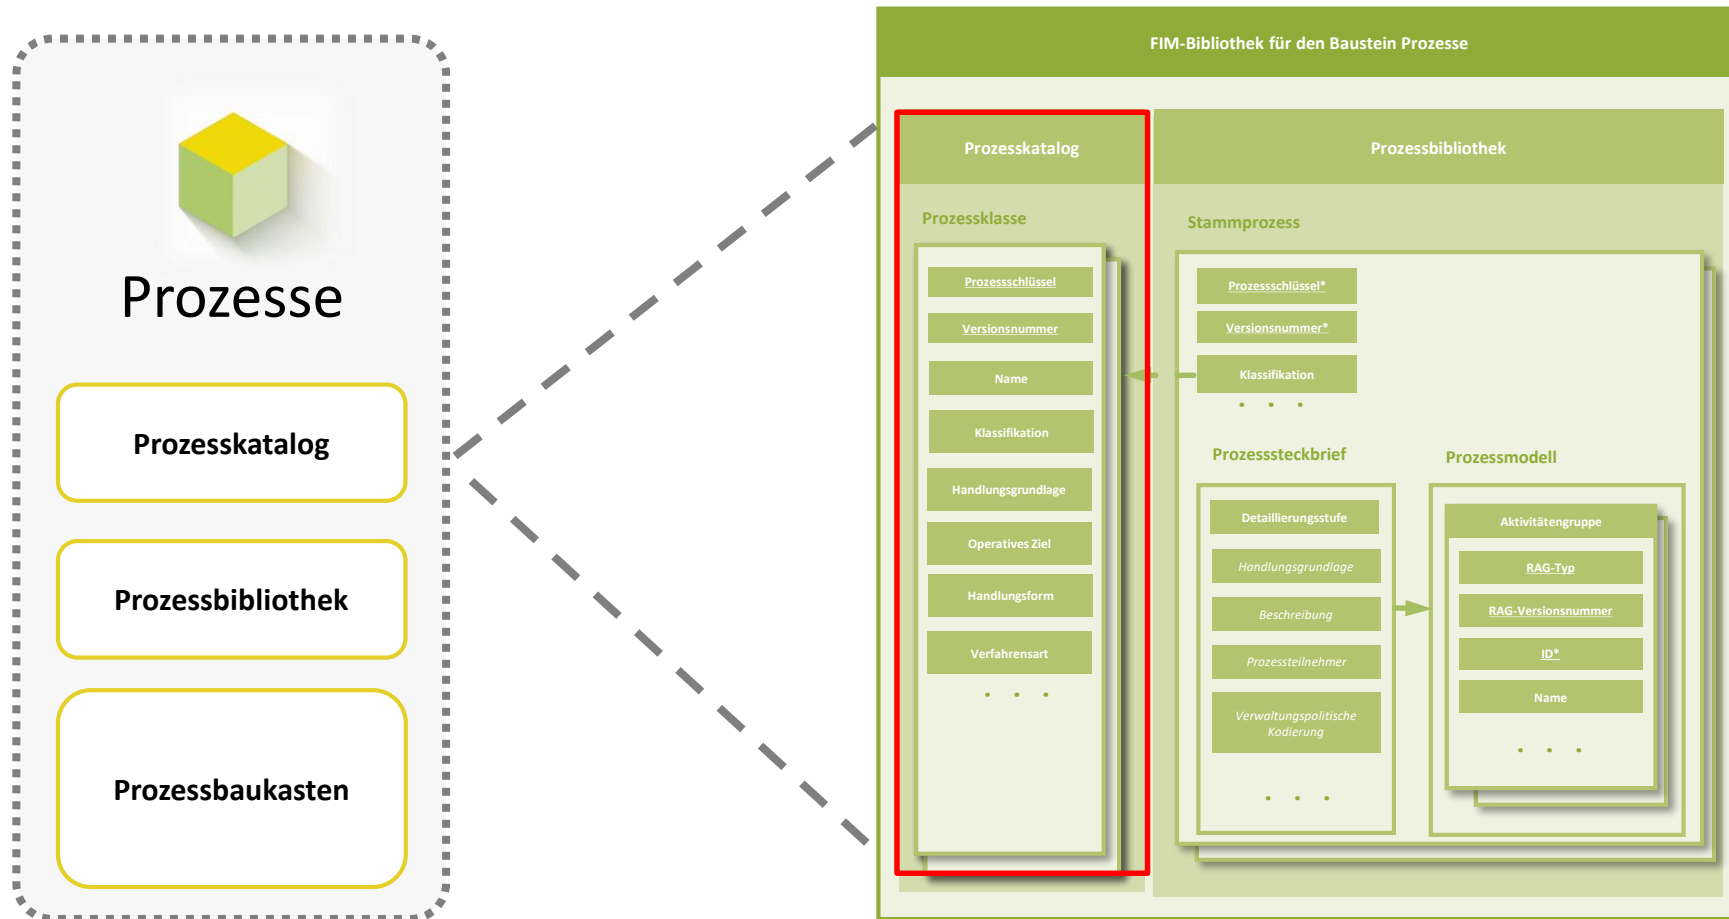 Prozesse
Prozesskatalog
Prozessbibliothek
Prozessbaukasten
FIM-Bibliothek für den Baustein Prozesse
Prozesskatalog
Prozessklasse
Prozessschlüssel
Versionsnummer
Name
Klassifikation
Handlungsgrundlage
Operatives Ziel
Handlungsform
Verfahrensart
. . .
Prozessbibliothek
Stammprozess
Prozessschlüssel*
Versionsnummer*
Klassifikation
. . .
Prozesssteckbrief
Detaillierungsstufe
Handlungsgrundlage
Beschreibung
Prozessteilnehmer
Verwaltungspolitische
Kodierung
. . .
Prozessmodell
Aktivitätengruppe
RAG-Typ
RAG-Versionsnummer
ID*
Name
. . .